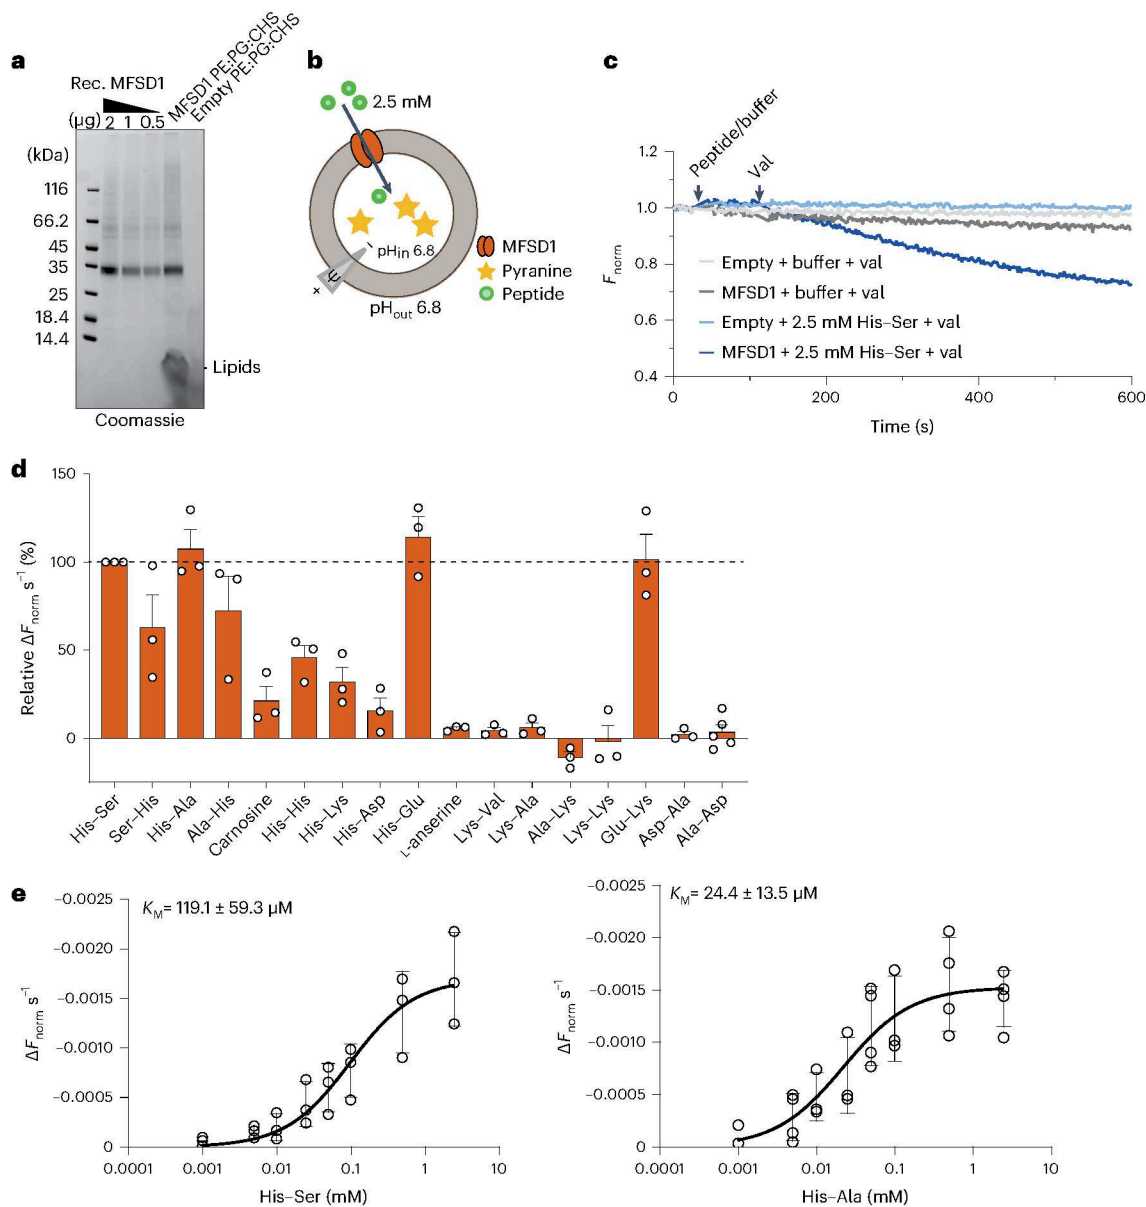 a
Rec. MFSD1
MFSD1 PE:PG:CHS
Empty PE:PG:CHS
(µg) 2 1 0.5
(kDa)
116
66.2
45
35
25
18.4
14.4
Lipids
Coomassie
b
2.5 mM
pHin 6.8
Ψ
+
-
pHout 6.8
MFSD1
Pyranine
Peptide
c
Peptide/buffer
Val
1.2
1.0
0.8
0.6
0.4
Fnorm
Empty + buffer + val
MFSD1 + buffer + val
Empty + 2.5 mM His–Ser + val
MFSD1 + 2.5 mM His–Ser + val
0 200 400 600
Time (s)
d
150
100
50
0
Relative ΔFnorm s−1 (%)
His–Ser
Ser–His
His–Ala
Ala–His
Carnosine
His–His
His–Lys
His–Asp
His–Glu
L-anserine
Lys–Val
Lys–Ala
Ala–Lys
Lys–Lys
Glu–Lys
Asp–Ala
Ala–Asp
e
KM= 119.1 ± 59.3 µM
−0.0025
−0.0020
−0.0015
−0.0010
−0.0005
0
ΔFnorm s−1
0.0001 0.001 0.01 0.1 1 10
His–Ser (mM)
KM= 24.4 ± 13.5 µM
−0.0025
−0.0020
−0.0015
−0.0010
−0.0005
0
ΔFnorm s−1
0.0001 0.001 0.01 0.1 1 10
His–Ala (mM)